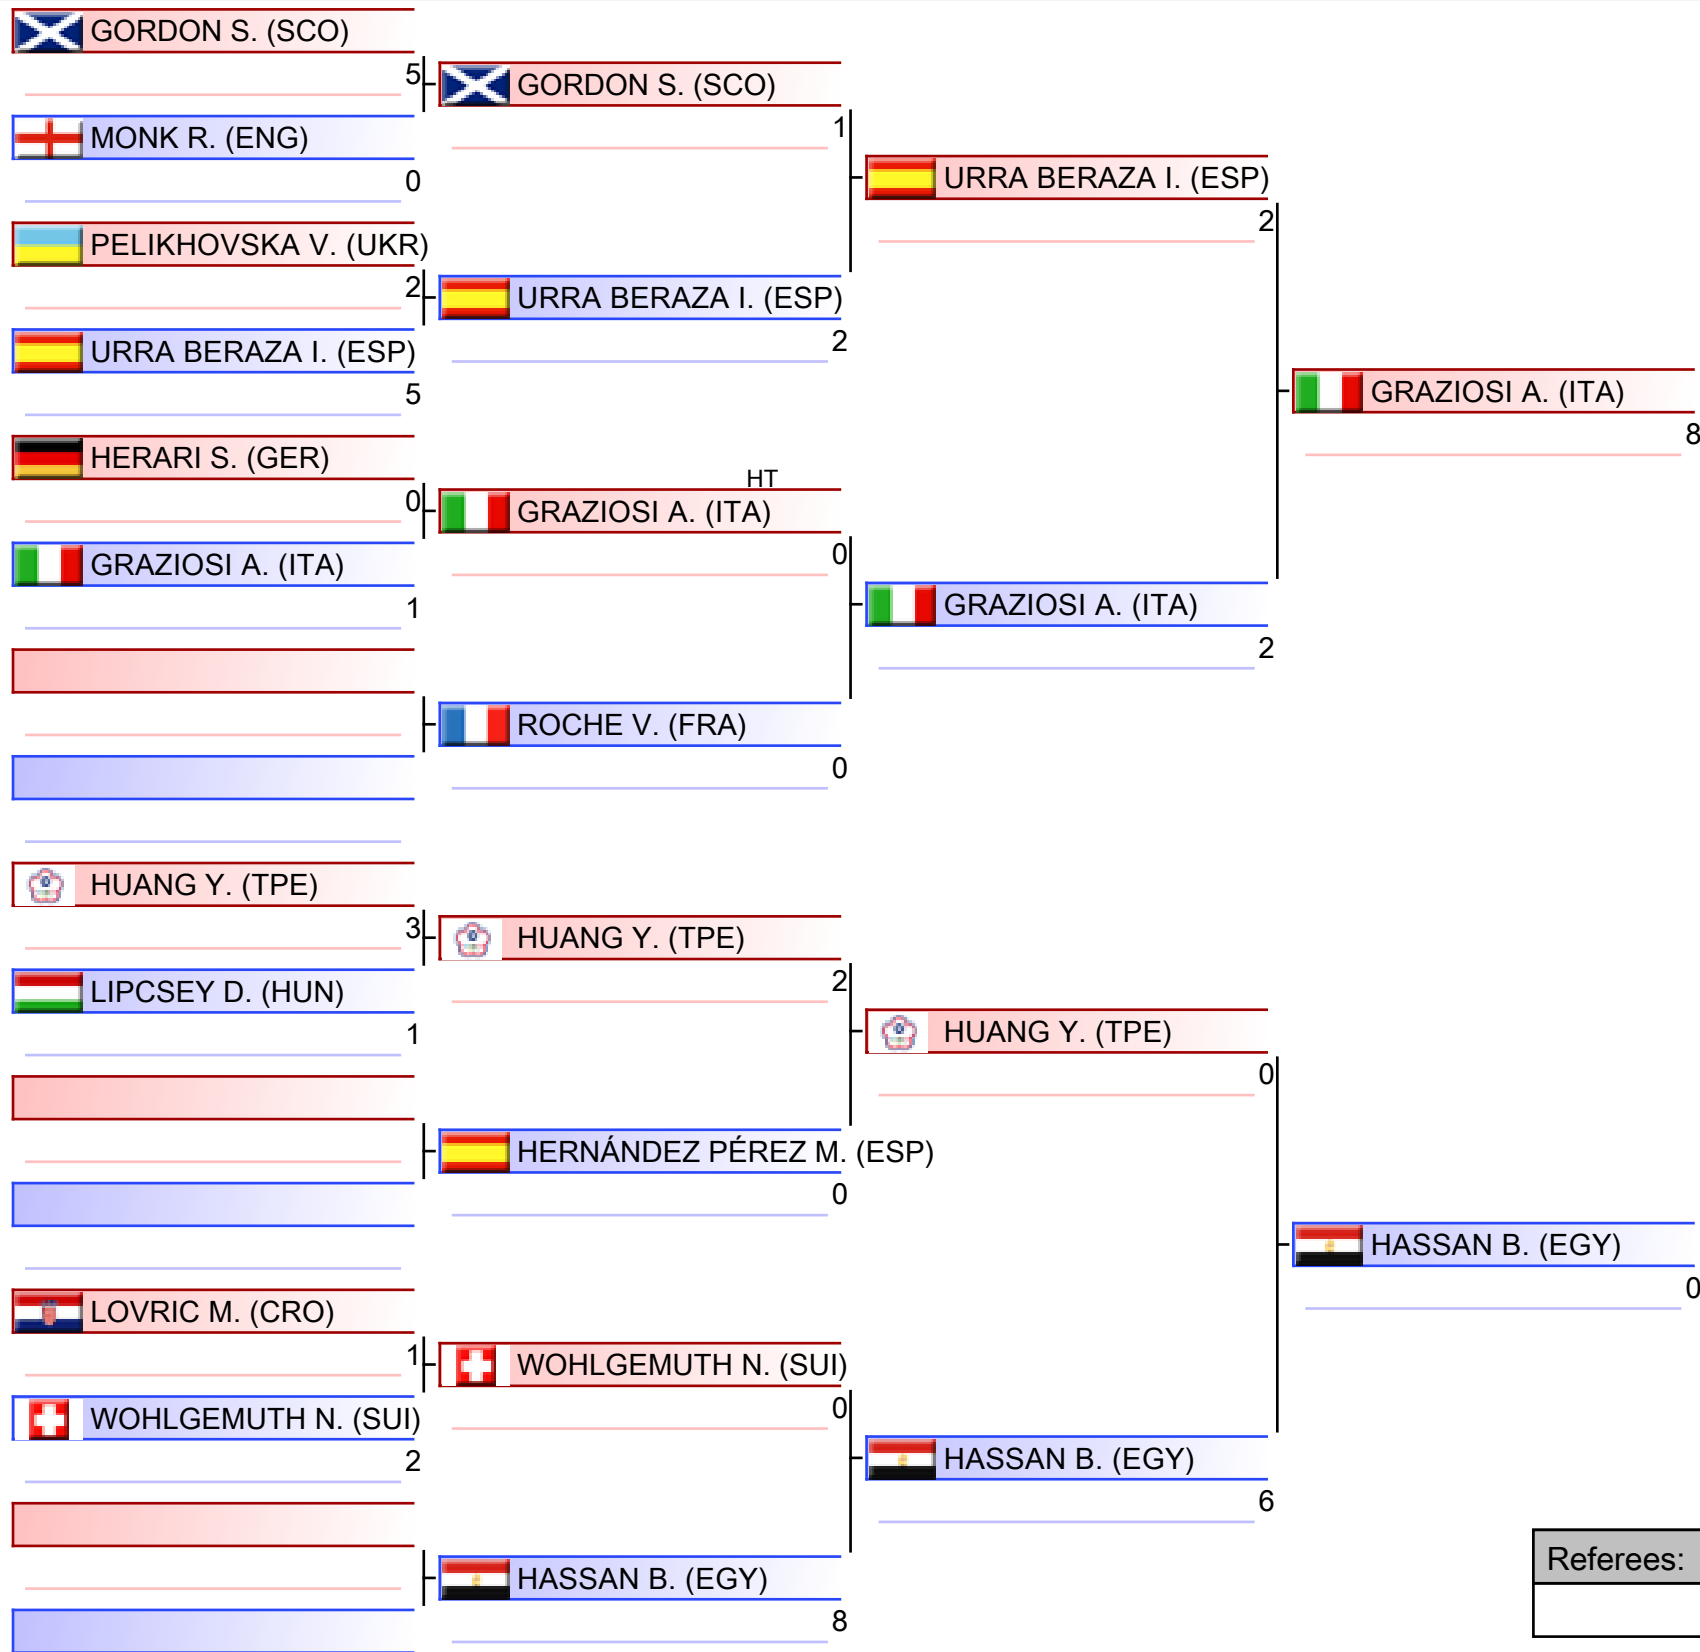 GORDON S. (SCO)
5
MONK R. (ENG)
0
PELIKHOVSKA V. (UKR)
2
URRA BERAZA I. (ESP)
5
HERARI S. (GER)
0
GRAZIOSI A. (ITA)
1
HUANG Y. (TPE)
3
LIPCSEY D. (HUN)
1
LOVRIC M. (CRO)
1
WOHLGEMUTH N. (SUI)
2
GORDON S. (SCO)
1
URRA BERAZA I. (ESP)
2
HT
GRAZIOSI A. (ITA)
0
ROCHE V. (FRA)
0
HUANG Y. (TPE)
2
HERNÁNDEZ PÉREZ M. (ESP)
0
WOHLGEMUTH N. (SUI)
0
HASSAN B. (EGY)
8
URRA BERAZA I. (ESP)
2
GRAZIOSI A. (ITA)
2
HUANG Y. (TPE)
0
HASSAN B. (EGY)
6
GRAZIOSI A. (ITA)
8
HASSAN B. (EGY)
0
Referees: